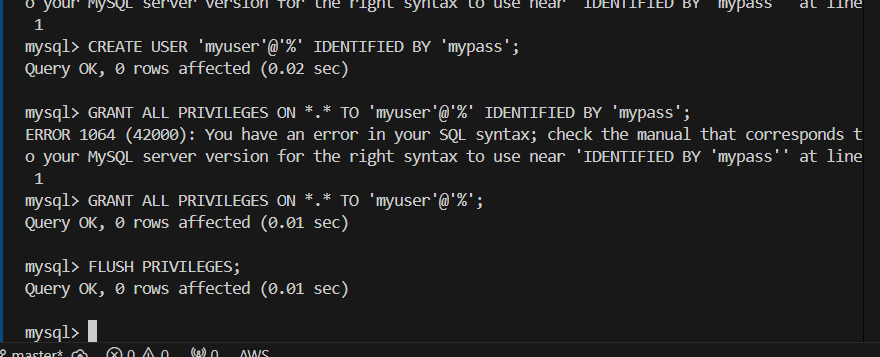 o your MySQL server version for the right syntax to use near 'IDENTIFIED BY 'mypass'' at line
1
mysql> CREATE USER 'myuser'@'%' IDENTIFIED BY 'mypass';
Query OK, 0 rows affected (0.02 sec)
mysql> GRANT ALL PRIVILEGES ON *.* TO 'myuser'@'%' IDENTIFIED BY 'mypass';
ERROR 1064 (42000): You have an error in your SQL syntax; check the manual that corresponds t
o your MySQL server version for the right syntax to use near 'IDENTIFIED BY 'mypass'' at line
1
mysql> GRANT ALL PRIVILEGES ON *.* TO 'myuser'@'%';
Query OK, 0 rows affected (0.01 sec)
mysql> FLUSH PRIVILEGES;
Query OK, 0 rows affected (0.01 sec)
mysql>
master* 0 0 0 AWS